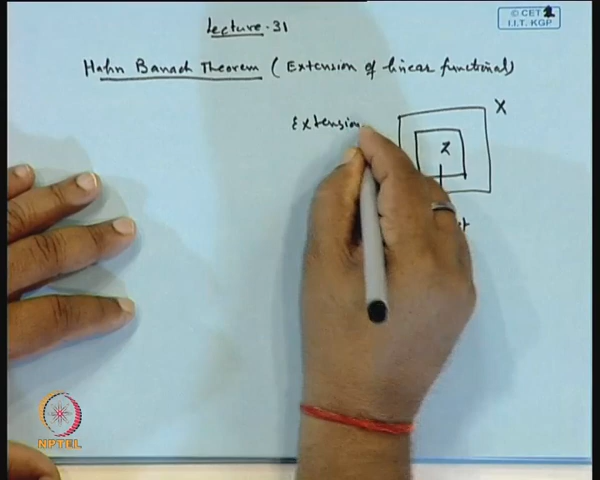 © CET
I.I.T. KGP
Lecture-31
Hahn Banach Theorem (Extension of linear functional)
Extension
X
Z
NPTEL